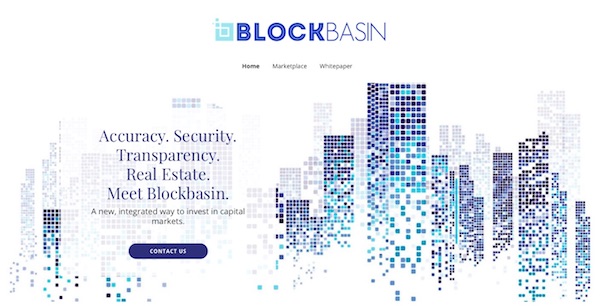 BLOCKBASIN
Home Marketplace Whitepaper
Accuracy. Security.
Transparency.
Real Estate.
Meet Blockbasin.
A new, integrated way to invest in capital
markets.
CONTACT US